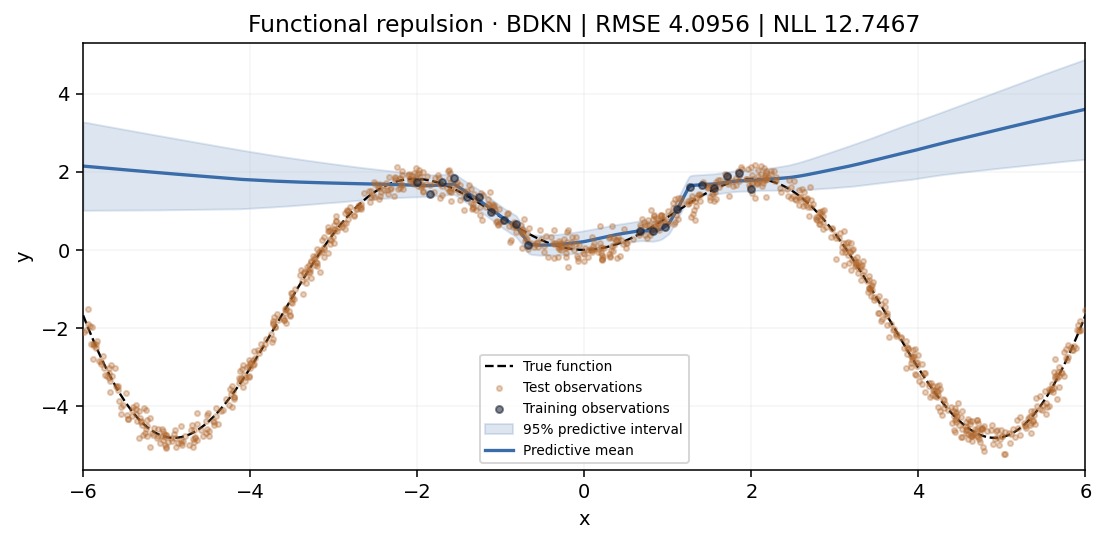 Functional repulsion · BDKN | RMSE 4.0956 | NLL 12.7467
4
2
0
−2
−4
y
True function
Test observations
Training observations
95% predictive interval
Predictive mean
−6 −4 −2 0 2 4 6
x